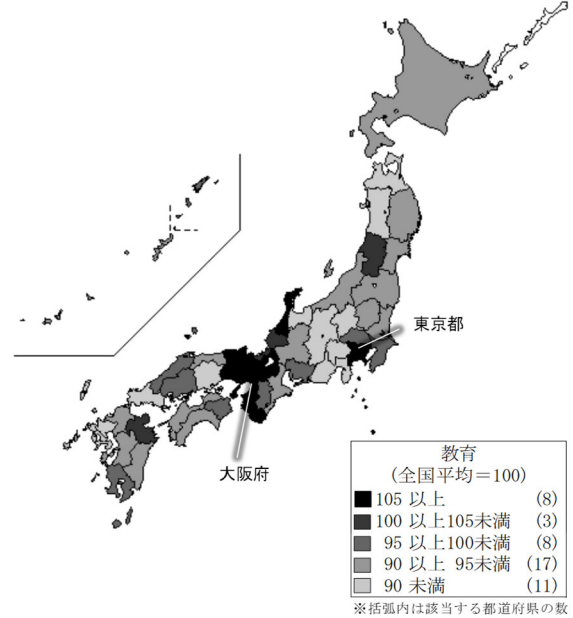 東京都
大阪府
教育
(全国平均＝100)
105 以上 (8)
100 以上105未満 (3)
95 以上100未満 (8)
90 以上 95未満 (17)
90 未満 (11)
※括弧内は該当する都道府県の数